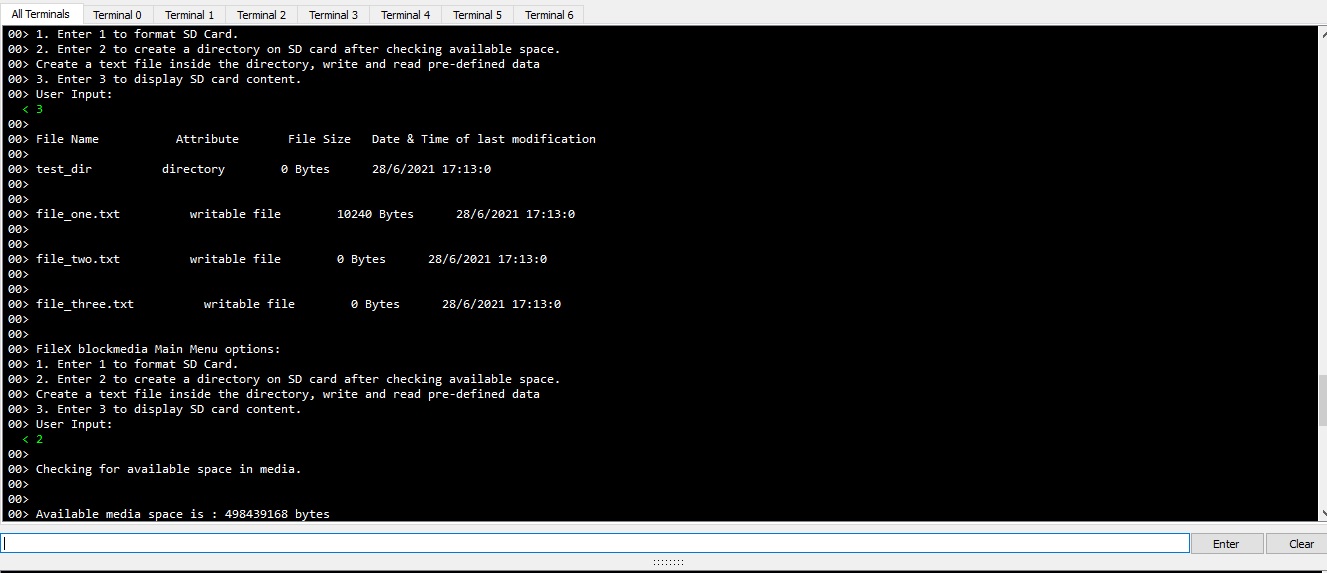 All Terminals Terminal 0 Terminal 1 Terminal 2 Terminal 3 Terminal 4 Terminal 5 Terminal 6
00> 1. Enter 1 to format SD Card.
00> 2. Enter 2 to create a directory on SD card after checking available space.
00> Create a text file inside the directory, write and read pre-defined data
00> 3. Enter 3 to display SD card content.
00> User Input:
< 3
00>
00> File Name Attribute File Size Date & Time of last modification
00>
00> test_dir directory 0 Bytes 28/6/2021 17:13:0
00>
00>
00> file_one.txt writable file 10240 Bytes 28/6/2021 17:13:0
00>
00>
00> file_two.txt writable file 0 Bytes 28/6/2021 17:13:0
00>
00>
00> file_three.txt writable file 0 Bytes 28/6/2021 17:13:0
00>
00>
00> FileX blockmedia Main Menu options:
00> 1. Enter 1 to format SD Card.
00> 2. Enter 2 to create a directory on SD card after checking available space.
00> Create a text file inside the directory, write and read pre-defined data
00> 3. Enter 3 to display SD card content.
00> User Input:
< 2
00>
00> Checking for available space in media.
00>
00>
00> Available media space is : 498439168 bytes
Enter Clear